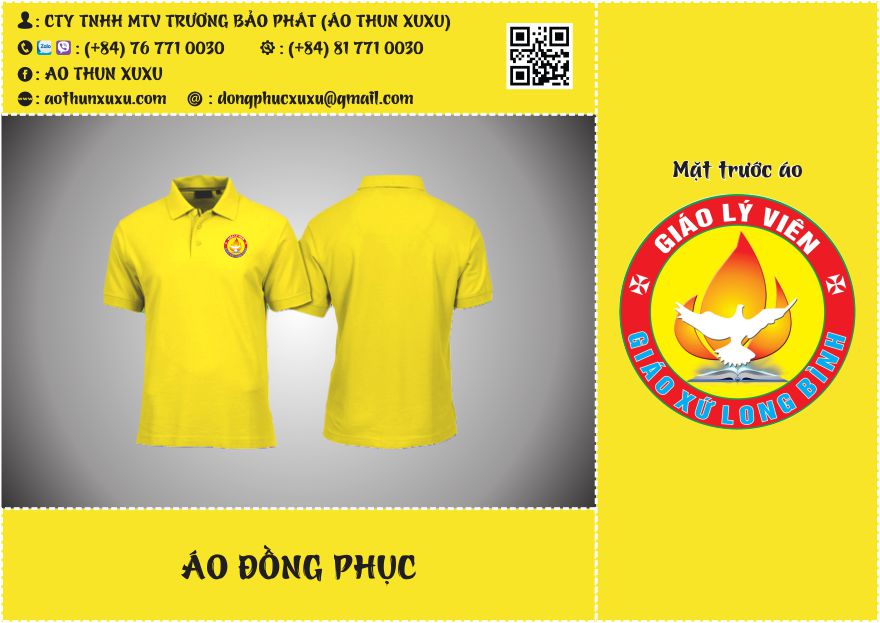 : CTY TNHH MTV TRƯƠNG BẢO PHÁT (ÁO THUN XUXU)
Zalo : (+84) 76 771 0030 : (+84) 81 771 0030
: AO THUN XUXU
www : aothunxuxu.com @ : dongphucxuxu@gmail.com
Mặt trước áo
GIÁO LÝ VIÊN
GIÁO XỨ LONG BÌNH
ÁO ĐỒNG PHỤC